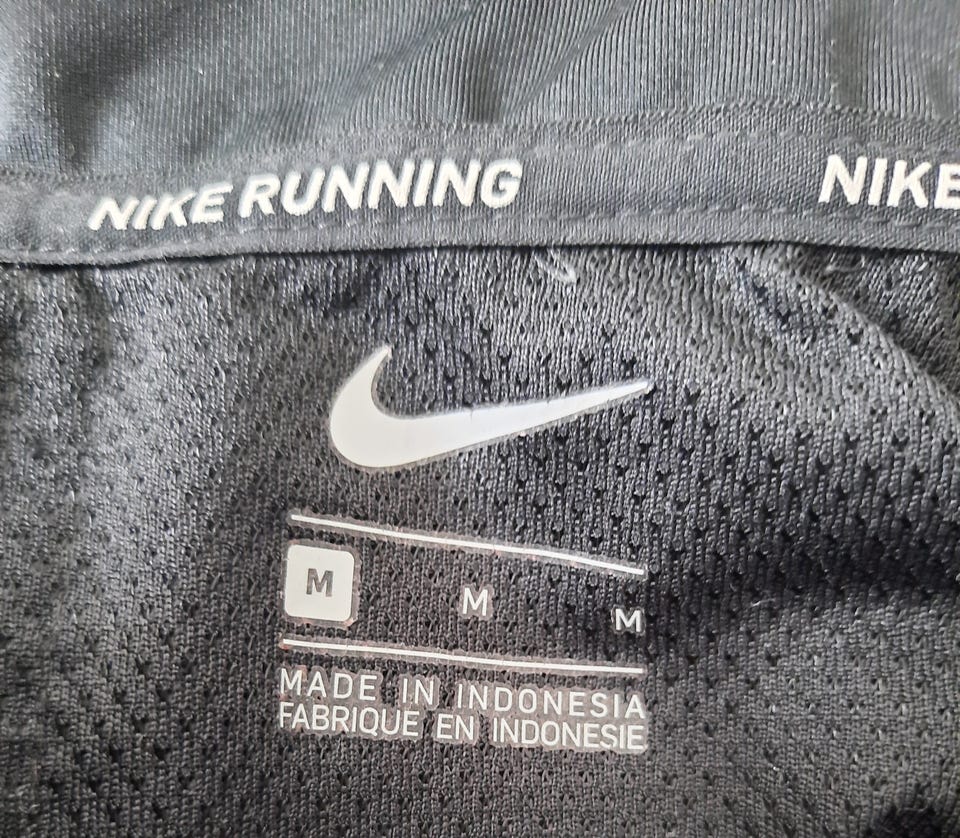 NIKE RUNNING NIKE
M M M
MADE IN INDONESIA
FABRIQUE EN INDONESIE